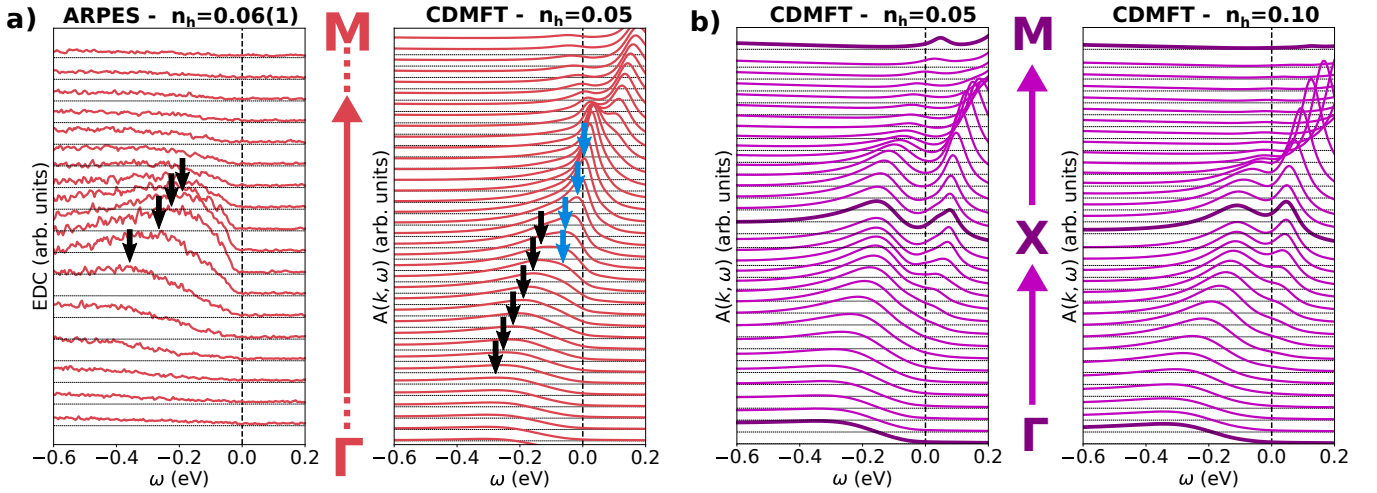 a)
ARPES - n_h=0.06(1)
EDC (arb. units)
−0.6 −0.4 −0.2 0.0 0.2
ω (eV)
M
Γ
CDMFT - n_h=0.05
A(k, ω) (arb. units)
−0.6 −0.4 −0.2 0.0 0.2
ω (eV)
b)
CDMFT - n_h=0.05
A(k, ω) (arb. units)
−0.6 −0.4 −0.2 0.0 0.2
ω (eV)
M
X
Γ
CDMFT - n_h=0.10
A(k, ω) (arb. units)
−0.6 −0.4 −0.2 0.0 0.2
ω (eV)